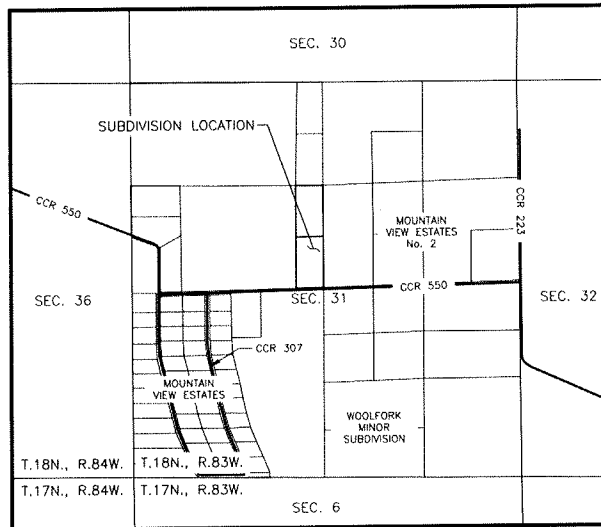 SEC. 30
SUBDIVISION LOCATION
CCR 550
CCR 223
MOUNTAIN
VIEW ESTATES
No. 2
CCR 550
SEC. 36
SEC. 31
SEC. 32
CCR 307
MOUNTAIN
VIEW ESTATES
WOOLFORK
MINOR
SUBDIVISION
T.18N., R.84W. T.18N., R.83W.
T.17N., R.84W. T.17N., R.83W.
SEC. 6